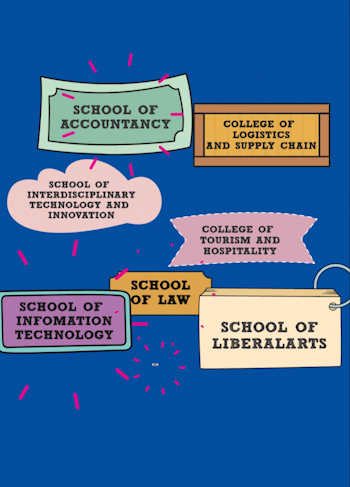 SCHOOL OF
ACCOUNTANCY
COLLEGE OF
LOGISTICS
AND SUPPLY CHAIN
SCHOOL OF
INTERDISCIPLINARY
TECHNOLOGY AND
INNOVATION
COLLEGE OF
TOURISM AND
HOSPITALITY
SCHOOL
OF LAW
SCHOOL OF
INFOMATION
TECHNOLOGY
SCHOOL OF
LIBERALARTS